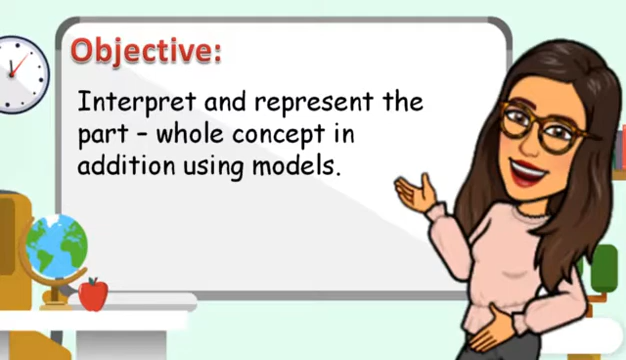 Objective:
Interpret and represent the
part – whole concept in
addition using models.